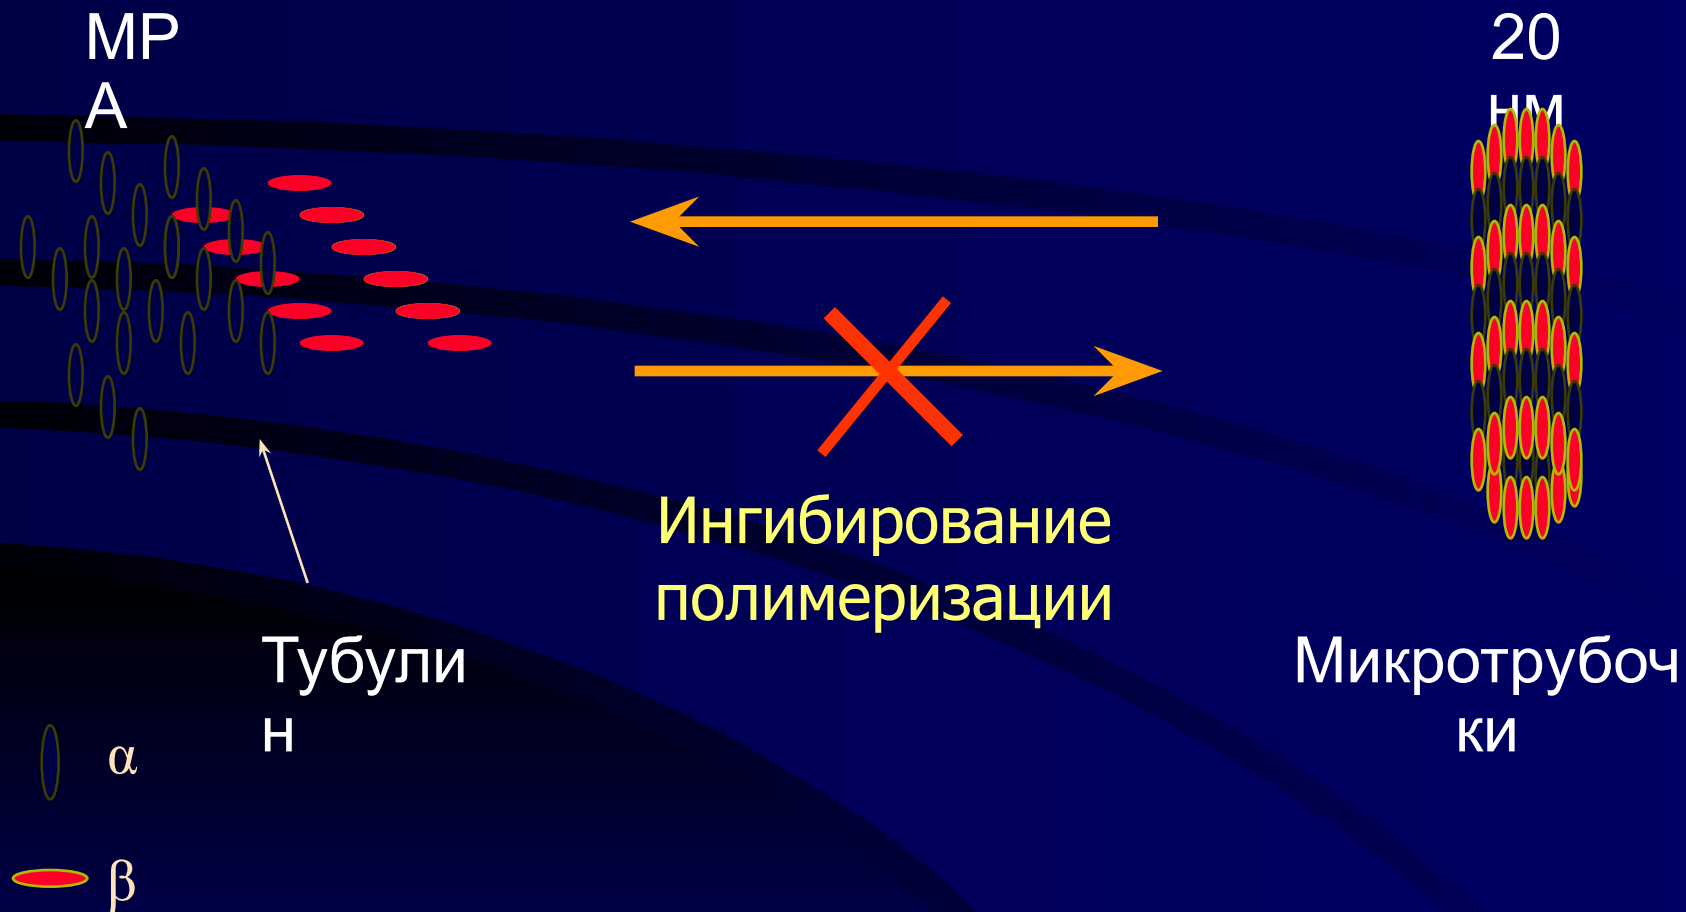 МР
А
20
нм
Ингибирование
полимеризации
Тубули
н
Микротрубоч
ки
α
β